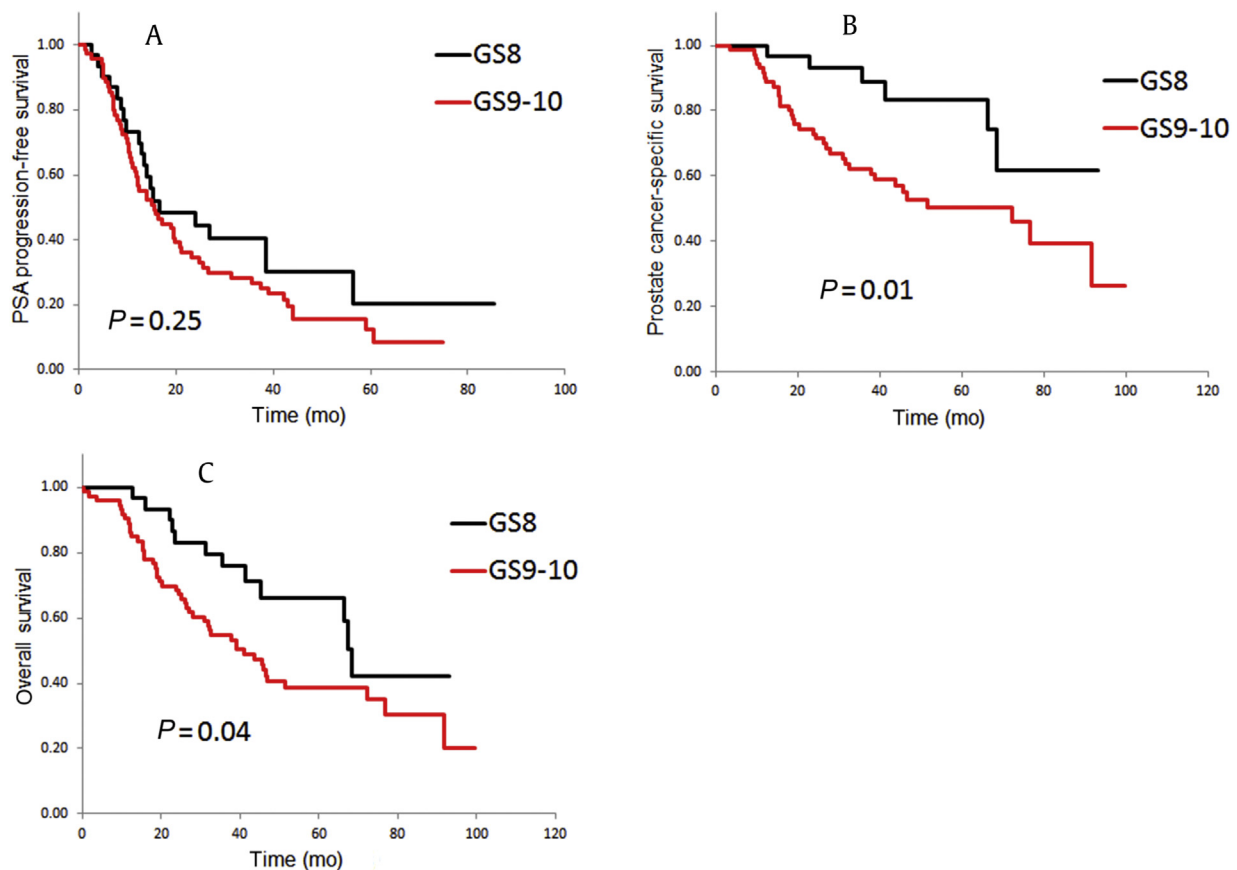 A
GS8
GS9-10
PSA progression-free survival
1.00
0.80
0.60
0.40
0.20
0.00
P = 0.25
0 20 40 60 80 100
Time (mo)
B
GS8
GS9-10
Prostate cancer-specific survival
1.00
0.80
0.60
0.40
0.20
0.00
P = 0.01
0 20 40 60 80 100 120
Time (mo)
C
GS8
GS9-10
Overall survival
1.00
0.80
0.60
0.40
0.20
0.00
P = 0.04
0 20 40 60 80 100 120
Time (mo)